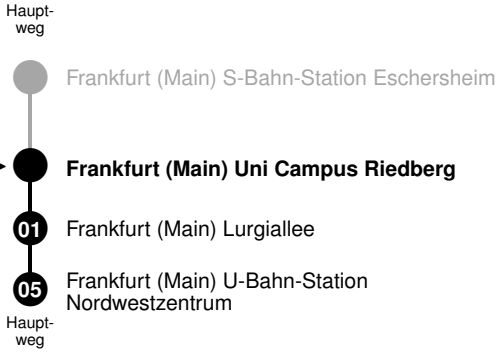 Haupt-
weg
Frankfurt (Main) S-Bahn-Station Eschersheim
Frankfurt (Main) Uni Campus Riedberg
01 Frankfurt (Main) Lurgiallee
05 Frankfurt (Main) U-Bahn-Station
Nordwestzentrum
Haupt-
weg